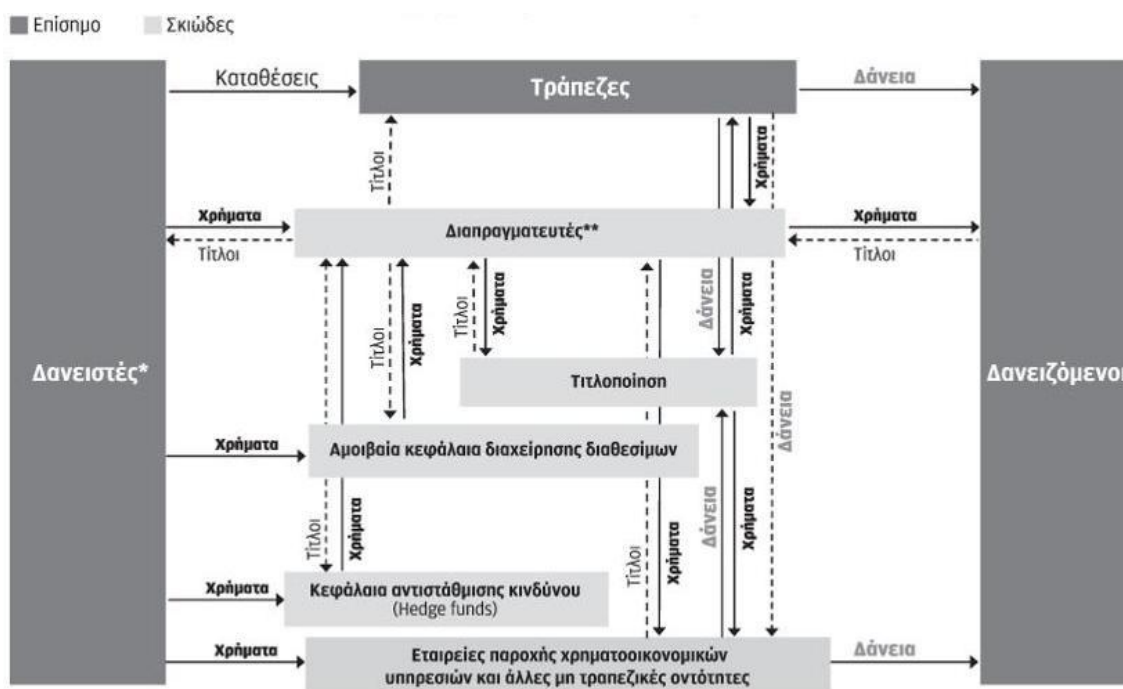 Επίσημο
Σκιώδες
Καταθέσεις
Τράπεζες
Δάνεια
Τίτλοι
Χρήματα
Χρήματα
Τίτλοι
Διαπραγματευτές**
Χρήματα
Τίτλοι
Τίτλοι
Χρήματα
Τίτλοι
Χρήματα
Δάνεια
Χρήματα
Δανειστές*
Τιτλοποίηση
Δανειζόμενοι
Δάνεια
Χρήματα
Αμοιβαία κεφάλαια διαχείρησης διαθεσίμων
Τίτλοι
Χρήματα
Τίτλοι
Χρήματα
Δάνεια
Χρήματα
Χρήματα
Κεφάλαια αντιστάθμισης κινδύνου
(Hedge funds)
Χρήματα
Εταιρείες παροχής χρηματοοικονομικών
υπηρεσιών και άλλες μη τραπεζικές οντότητες
Δάνεια